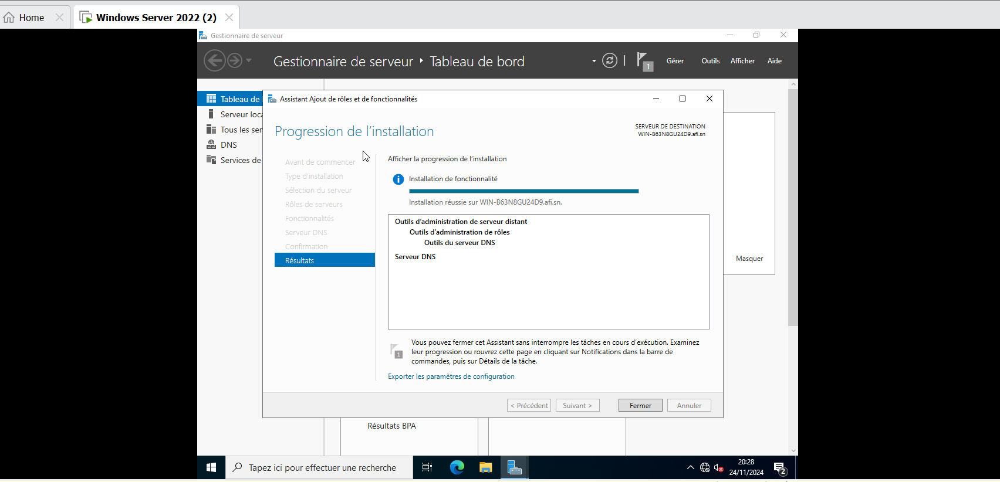 Home
Windows Server 2022 (2)
Gestionnaire de serveur
Gestionnaire de serveur
Tableau de bord
1
Gérer
Outils
Afficher
Aide
Tableau de
Serveur loca
Tous les ser
DNS
Services de
Assistant Ajout de rôles et de fonctionnalités
Progression de l'installation
SERVEUR DE DESTINATION
WIN-B63N8GU24D9.afi.sn
Avant de commencer
Type d'installation
Sélection du serveur
Rôles de serveurs
Fonctionnalités
Serveur DNS
Confirmation
Résultats
Afficher la progression de l'installation
Installation de fonctionnalité
Installation réussie sur WIN-B63N8GU24D9.afi.sn.
Outils d'administration de serveur distant
Outils d'administration de rôles
Outils du serveur DNS
Serveur DNS
1
Vous pouvez fermer cet Assistant sans interrompre les tâches en cours d'exécution. Examinez
leur progression ou rouvrez cette page en cliquant sur Notifications dans la barre de
commandes, puis sur Détails de la tâche.
Exporter les paramètres de configuration
< Précédent
Suivant >
Fermer
Annuler
Masquer
Résultats BPA
Tapez ici pour effectuer une recherche
20:28
24/11/2024
2